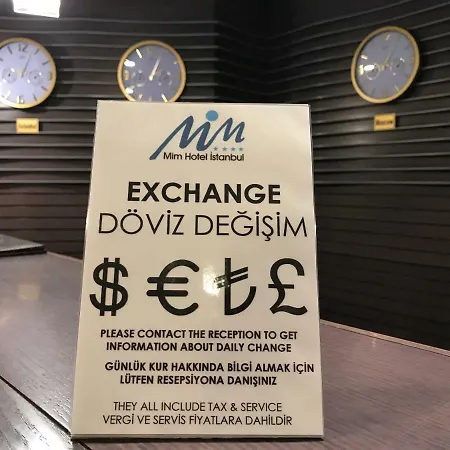 Mim
Mim Hotel İstanbul
EXCHANGE
DÖVİZ DEĞİŞİM
$ € ₺ £
PLEASE CONTACT THE RECEPTION TO GET
INFORMATION ABOUT DAILY CHANGE
GÜNLÜK KUR HAKKINDA BİLGİ ALMAK İÇİN
LÜTFEN RESEPSİYONA DANIŞINIZ
THEY ALL INCLUDE TAX & SERVICE
VERGİ VE SERVİS FİYATLARA DAHİLDİR